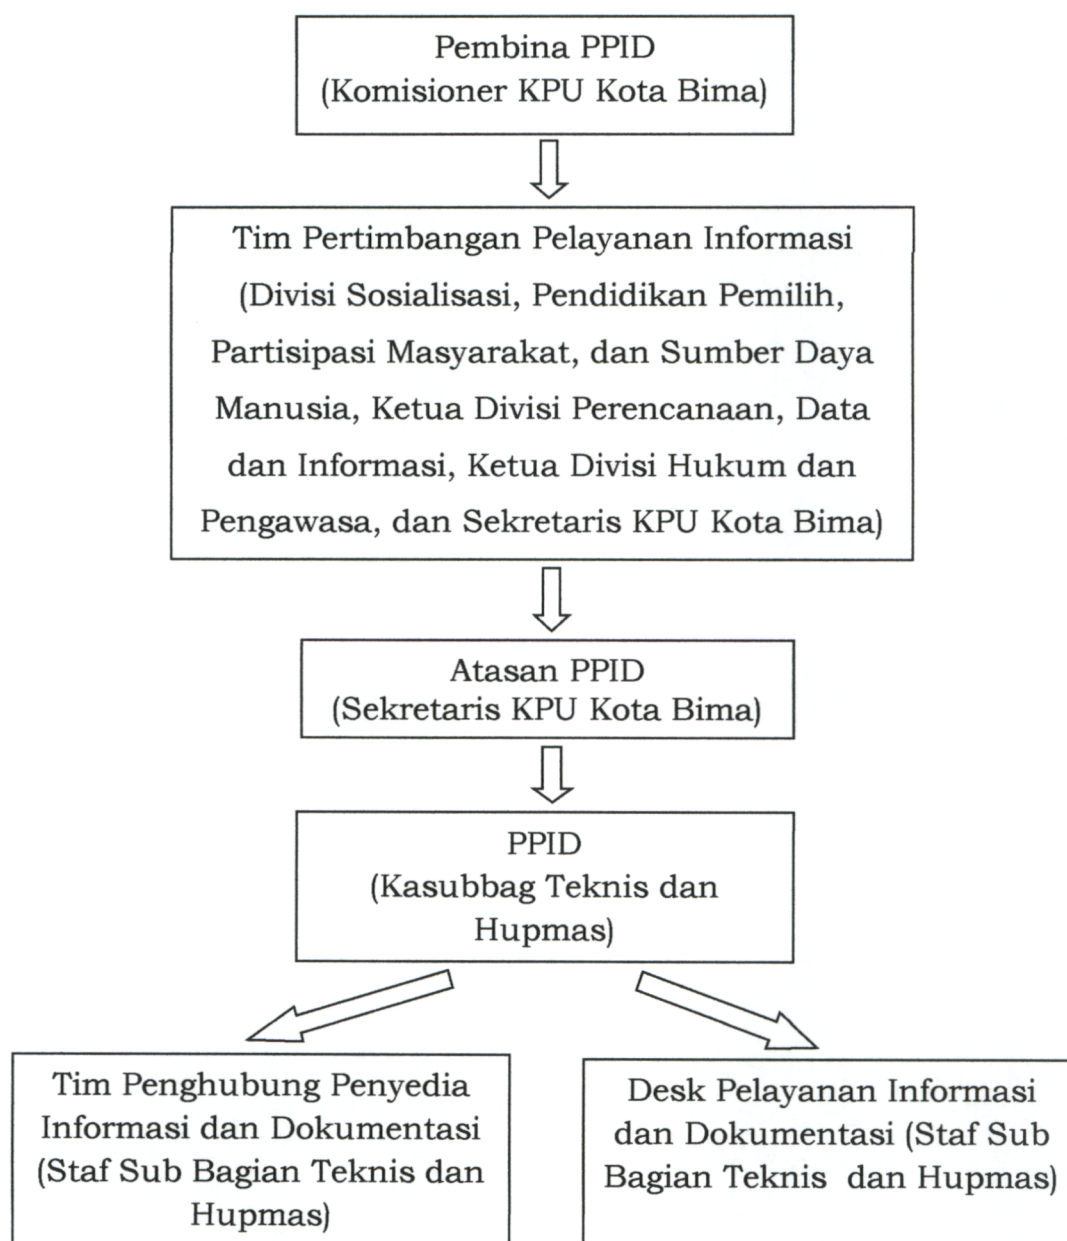 Pembina PPID
(Komisioner KPU Kota Bima)
Tim Pertimbangan Pelayanan Informasi
(Divisi Sosialisasi, Pendidikan Pemilih,
Partisipasi Masyarakat, dan Sumber Daya
Manusia, Ketua Divisi Perencanaan, Data
dan Informasi, Ketua Divisi Hukum dan
Pengawasa, dan Sekretaris KPU Kota Bima)
Atasan PPID
(Sekretaris KPU Kota Bima)
PPID
(Kasubbag Teknis dan
Hupmas)
Tim Penghubung Penyedia
Informasi dan Dokumentasi
(Staf Sub Bagian Teknis dan
Hupmas)
Desk Pelayanan Informasi
dan Dokumentasi (Staf Sub
Bagian Teknis dan Hupmas)